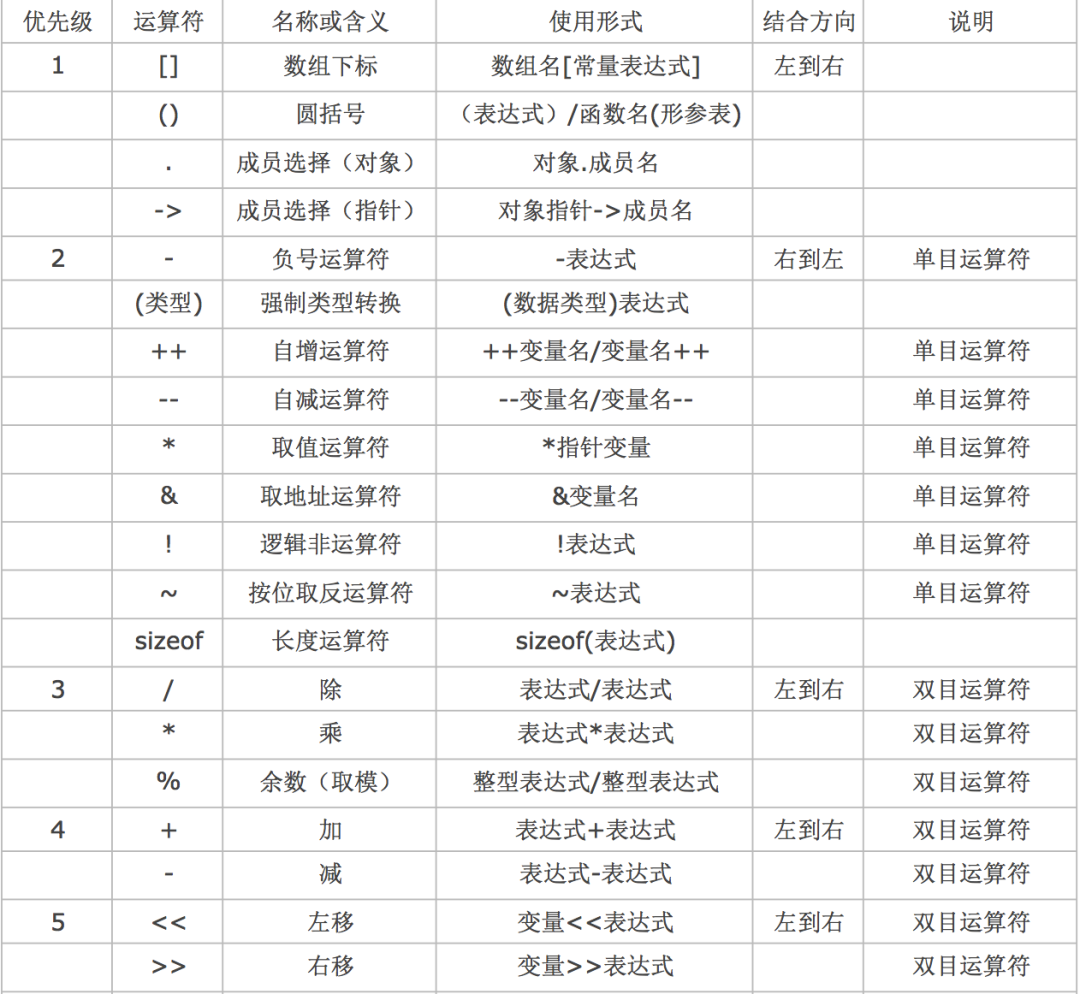 优先级 运算符 名称或含义 使用形式 结合方向 说明
1 [] 数组下标 数组名[常量表达式] 左到右
() 圆括号 （表达式）/函数名(形参表)
. 成员选择（对象） 对象.成员名
-> 成员选择（指针） 对象指针->成员名
2 - 负号运算符 -表达式 右到左 单目运算符
(类型) 强制类型转换 (数据类型)表达式
++ 自增运算符 ++变量名/变量名++ 单目运算符
-- 自减运算符 --变量名/变量名-- 单目运算符
* 取值运算符 *指针变量 单目运算符
& 取地址运算符 &变量名 单目运算符
! 逻辑非运算符 !表达式 单目运算符
~ 按位取反运算符 ~表达式 单目运算符
sizeof 长度运算符 sizeof(表达式)
3 / 除 表达式/表达式 左到右 双目运算符
* 乘 表达式*表达式 双目运算符
% 余数（取模） 整型表达式/整型表达式 双目运算符
4 + 加 表达式+表达式 左到右 双目运算符
- 减 表达式-表达式 双目运算符
5 << 左移 变量<<表达式 左到右 双目运算符
>> 右移 变量>>表达式 双目运算符